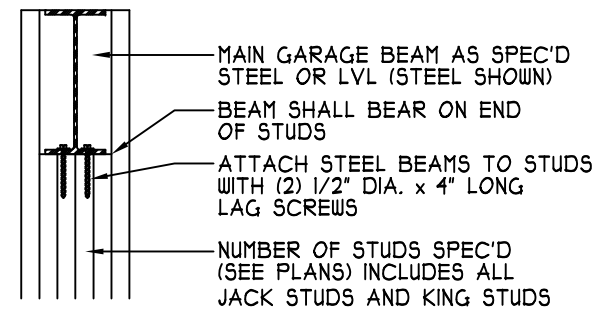 MAIN GARAGE BEAM AS SPEC'D
STEEL OR LVL (STEEL SHOWN)
BEAM SHALL BEAR ON END
OF STUDS
ATTACH STEEL BEAMS TO STUDS
WITH (2) 1/2" DIA. x 4" LONG
LAG SCREWS
NUMBER OF STUDS SPEC'D
(SEE PLANS) INCLUDES ALL
JACK STUDS AND KING STUDS